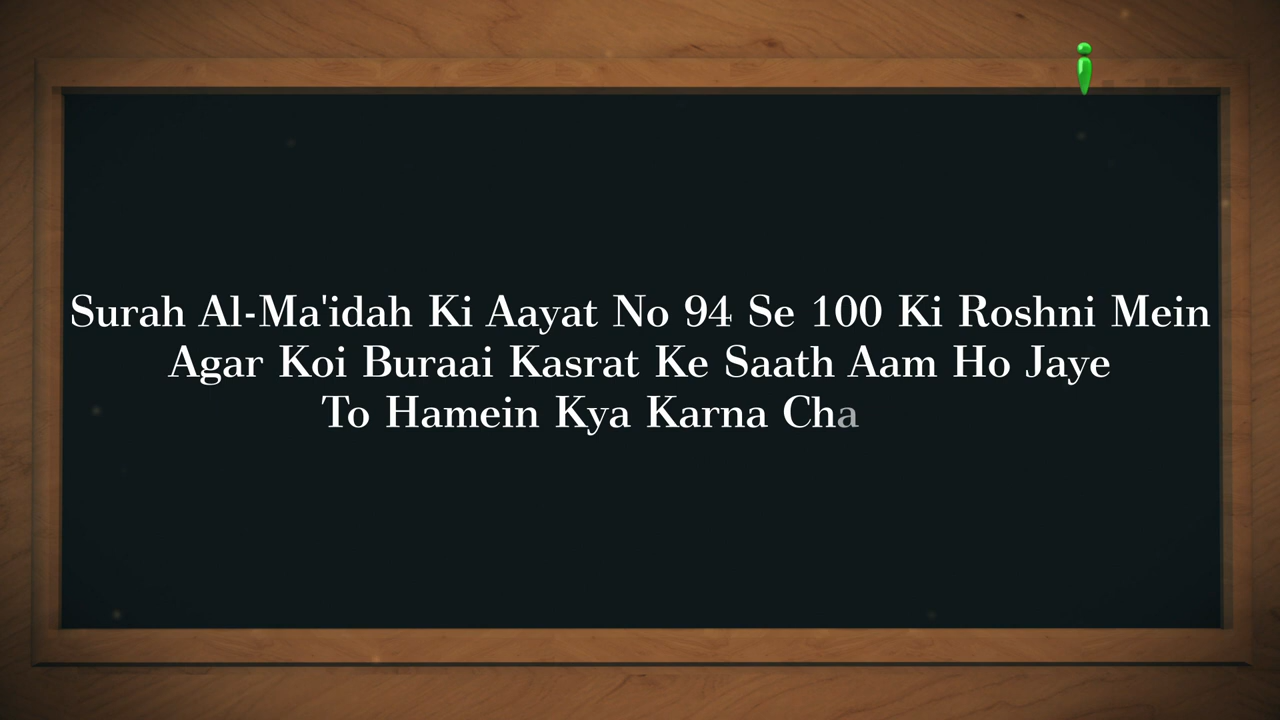 Surah Al-Ma'idah Ki Aayat No 94 Se 100 Ki Roshni Mein
Agar Koi Buraai Kasrat Ke Saath Aam Ho Jaye
To Hamein Kya Karna Cha